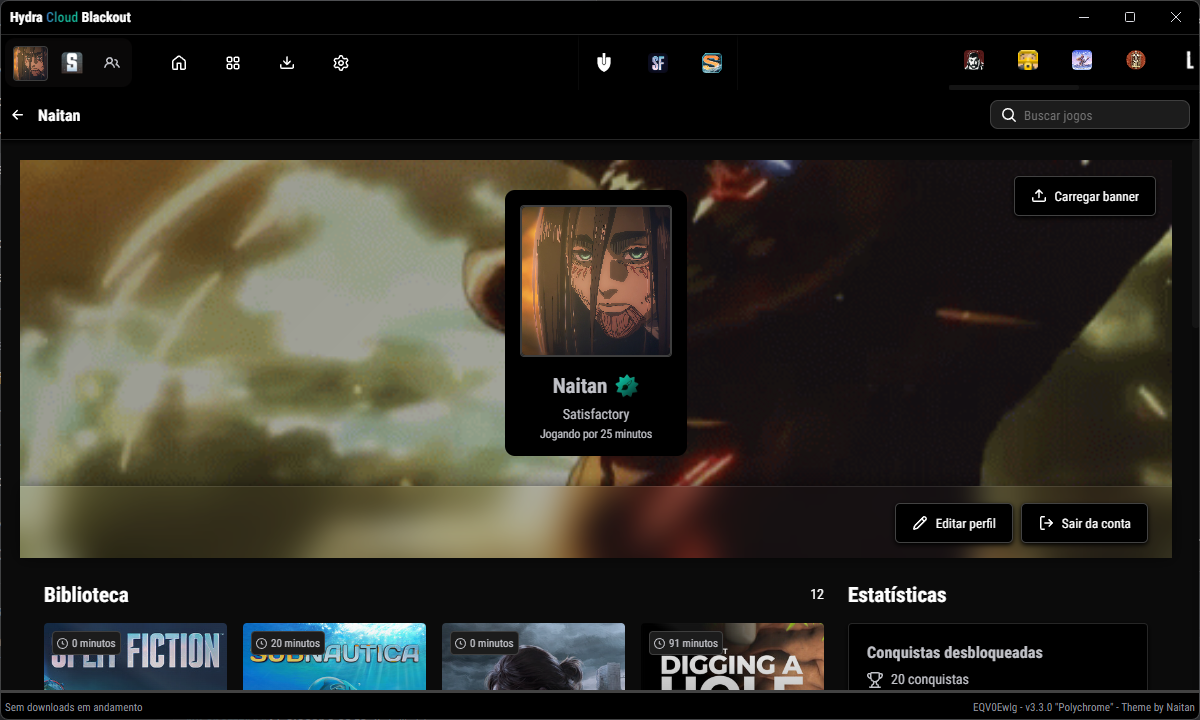 Hydra Cloud Blackout
S
SF
S
L
Naitan
Buscar jogos
Carregar banner
Naitan
Satisfactory
Jogando por 25 minutos
Editar perfil
Sair da conta
Biblioteca
12
Estatísticas
0 minutos
SPLIT FICTION
20 minutos
SUBNAUTICA
0 minutos
91 minutos
DIGGING A
HOLE
Conquistas desbloqueadas
20 conquistas
Sem downloads em andamento
EQV0EwIg - v3.3.0 "Polychrome" - Theme by Naitan